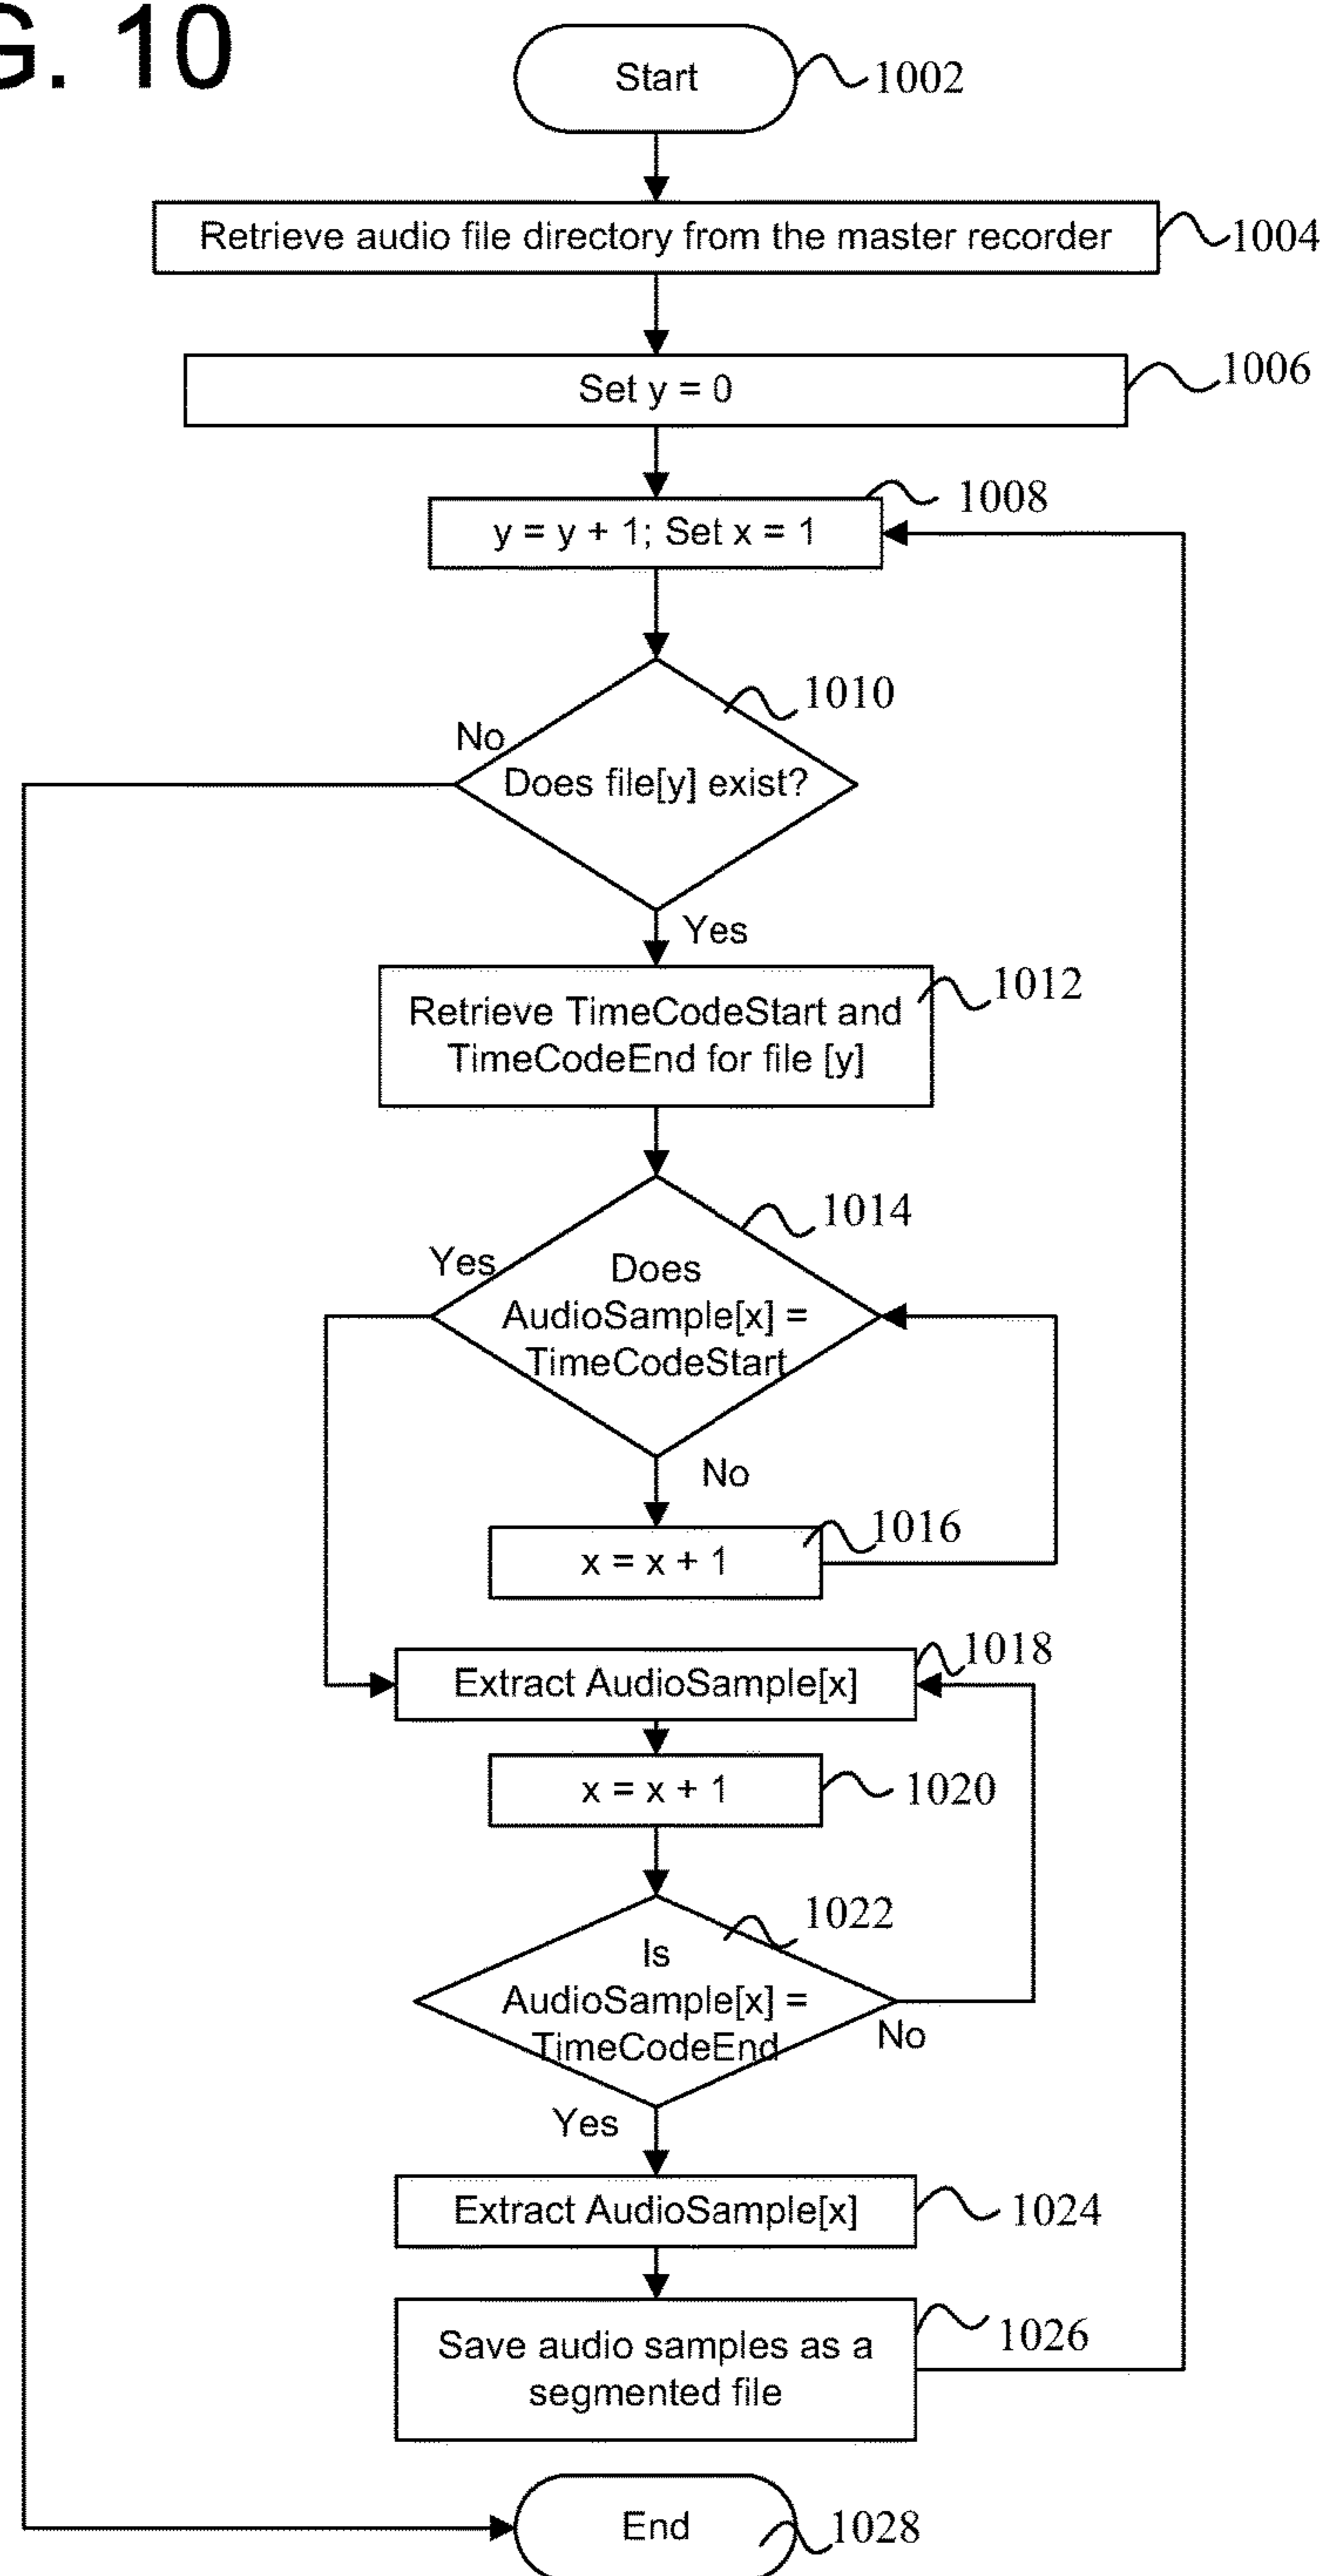 G. 10
Start
1002
Retrieve audio file directory from the master recorder
1004
Set y = 0
1006
1008
y = y + 1; Set x = 1
1010
No
Does file[y] exist?
Yes
1012
Retrieve TimeCodeStart and
TimeCodeEnd for file [y]
1014
Yes
Does
AudioSample[x] =
TimeCodeStart
No
1016
x = x + 1
1018
Extract AudioSample[x]
x = x + 1
1020
1022
Is
AudioSample[x] =
TimeCodeEnd
No
Yes
Extract AudioSample[x]
1024
Save audio samples as a
segmented file
1026
End
1028